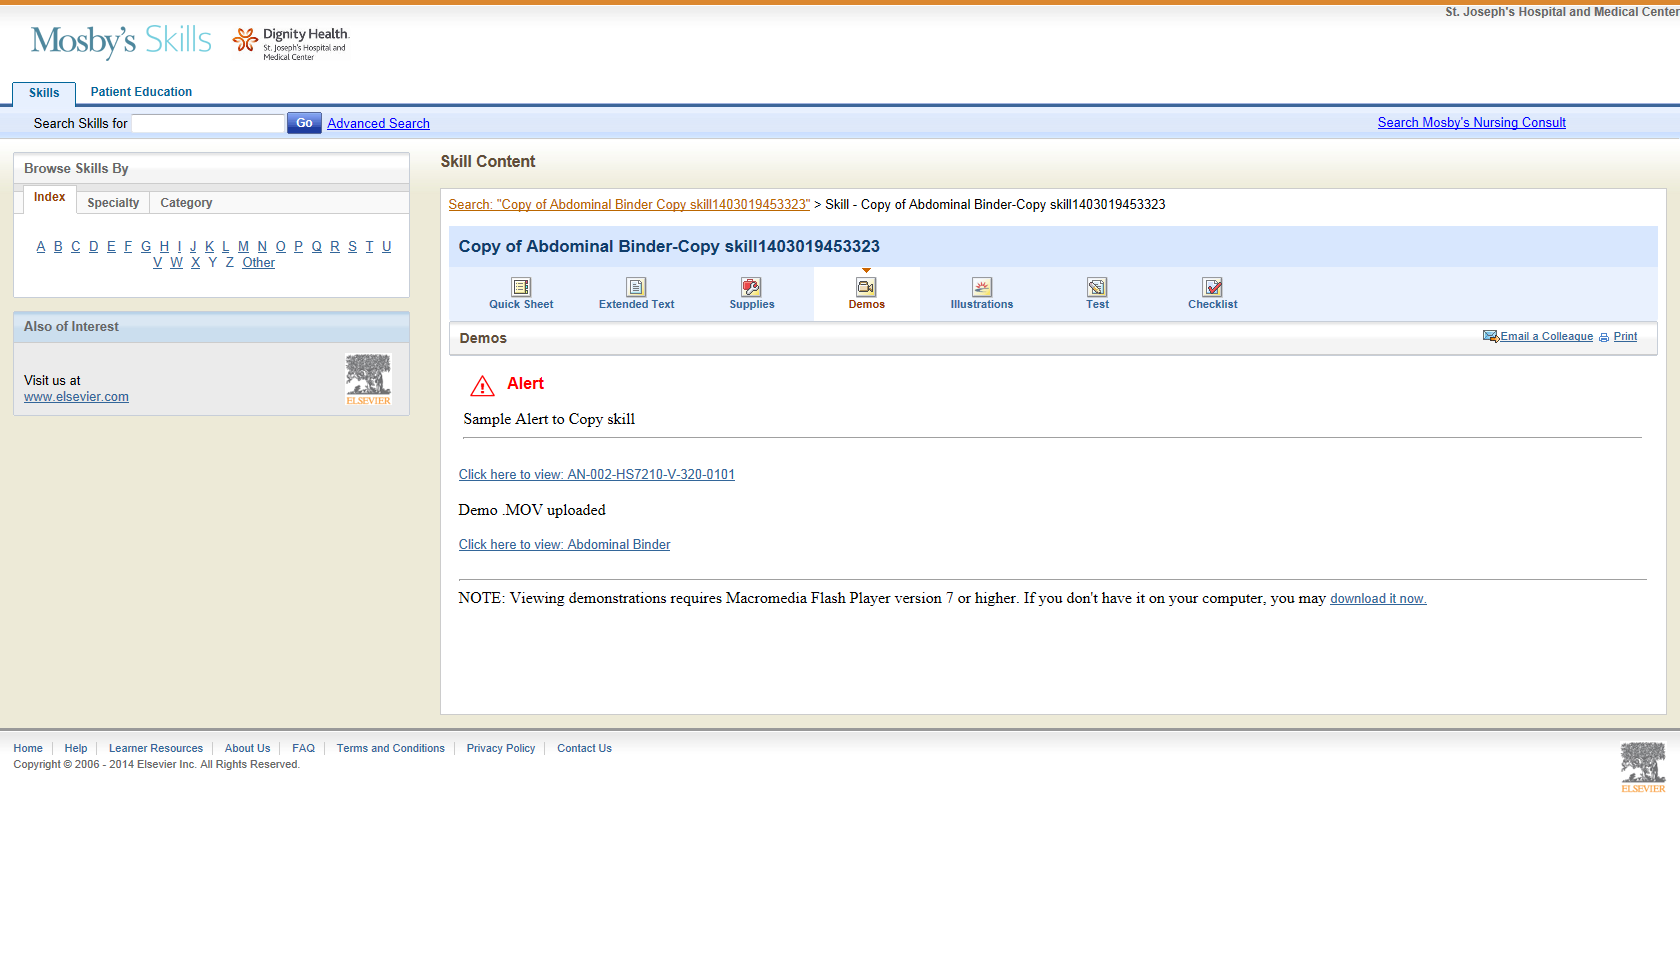 St. Joseph's Hospital and Medical Center
Mosby's Skills
Dignity Health.
St. Joseph's Hospital and
Medical Center
Skills
Patient Education
Search Skills for
Go
Advanced Search
Search Mosby's Nursing Consult
Browse Skills By
Index
Specialty
Category
A B C D E F G H I J K L M N O P Q R S T U
V W X Y Z Other
Also of Interest
Visit us at
www.elsevier.com
ELSEVIER
Skill Content
Search: "Copy of Abdominal Binder Copy skill1403019453323" > Skill - Copy of Abdominal Binder-Copy skill1403019453323
Copy of Abdominal Binder-Copy skill1403019453323
Quick Sheet
Extended Text
Supplies
Demos
Illustrations
Test
Checklist
Demos
Email a Colleague
Print
Alert
Sample Alert to Copy skill
Click here to view: AN-002-HS7210-V-320-0101
Demo .MOV uploaded
Click here to view: Abdominal Binder
NOTE: Viewing demonstrations requires Macromedia Flash Player version 7 or higher. If you don't have it on your computer, you may download it now.
Home
Help
Learner Resources
About Us
FAQ
Terms and Conditions
Privacy Policy
Contact Us
Copyright © 2006 - 2014 Elsevier Inc. All Rights Reserved.
ELSEVIER